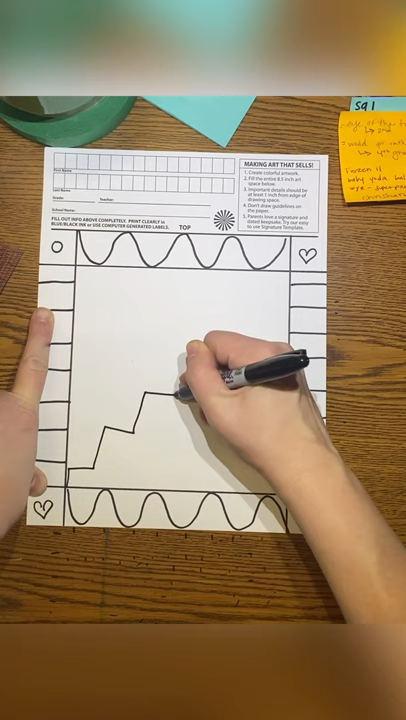 First Name
Last Name
Grade: Teacher:
School Name:
FILL OUT INFO ABOVE COMPLETELY. PRINT CLEARLY in
BLUE/BLACK INK or USE COMPUTER GENERATED LABELS.
TOP
MAKING ART THAT SELLS!
1. Create colorful artwork.
2. Fill the entire 8.5 inch art
space below.
3. Important details should be
at least 1 inch from edge of
drawing space.
4. Don't draw guidelines on
the paper.
5. Parents love a signature and
dated keepsake. Try our easy
to use Signature Template.
Sq 1